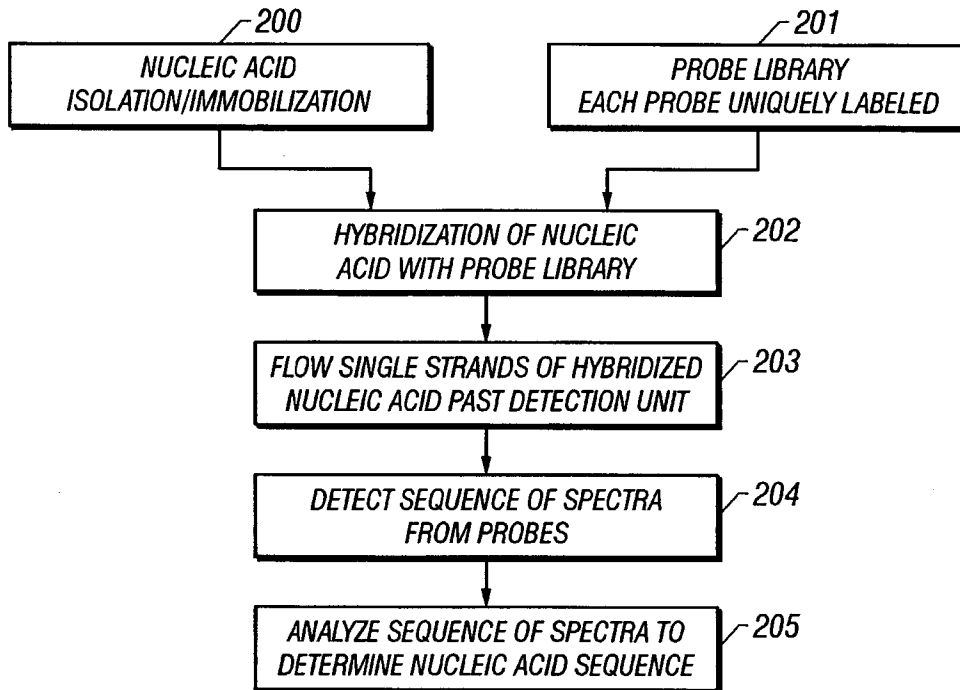 200
NUCLEIC ACID
ISOLATION/IMMOBILIZATION
201
PROBE LIBRARY
EACH PROBE UNIQUELY LABELED
202
HYBRIDIZATION OF NUCLEIC
ACID WITH PROBE LIBRARY
203
FLOW SINGLE STRANDS OF HYBRIDIZED
NUCLEIC ACID PAST DETECTION UNIT
204
DETECT SEQUENCE OF SPECTRA
FROM PROBES
205
ANALYZE SEQUENCE OF SPECTRA TO
DETERMINE NUCLEIC ACID SEQUENCE